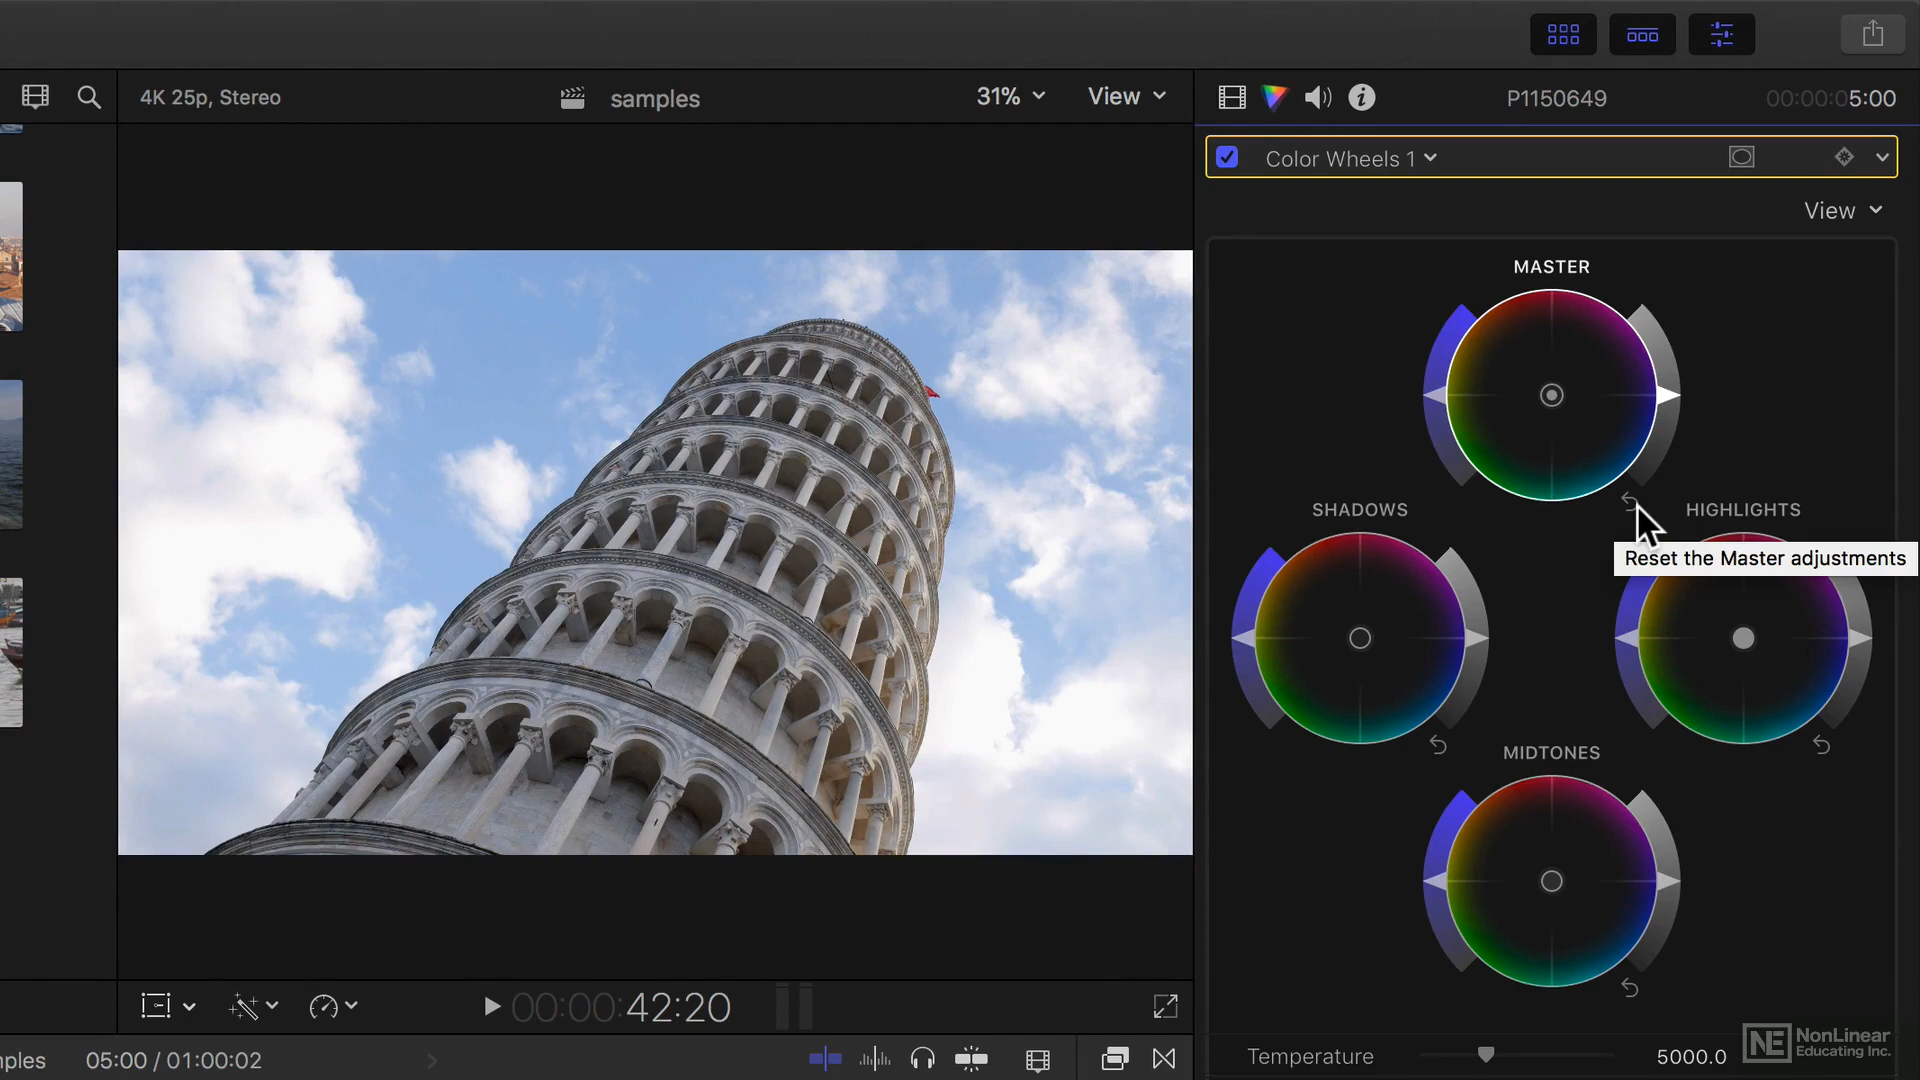 4K 25p, Stereo
samples
31%
View
P1150649
00:00:05:00
Color Wheels 1
View
MASTER
SHADOWS
HIGHLIGHTS
Reset the Master adjustments
MIDTONES
00:00:42:20
Temperature
5000.0
NE NonLinear
Educating Inc.
mples
05:00 / 01:00:02